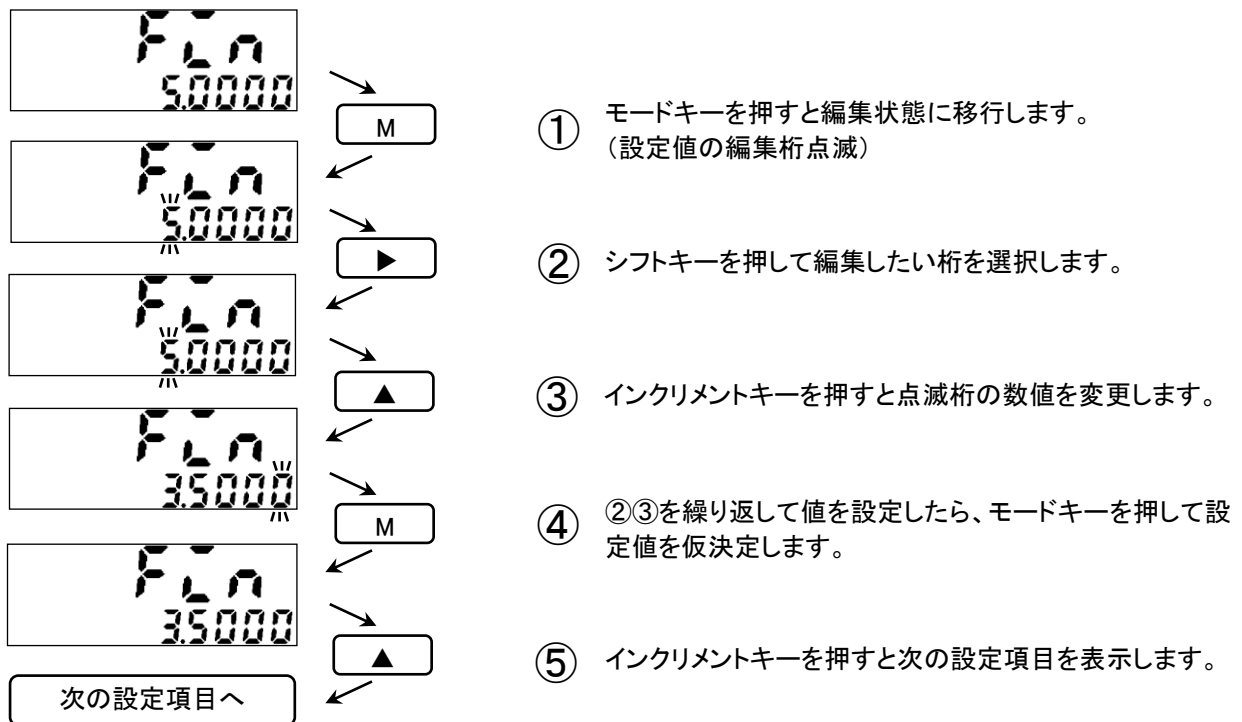 Fin
5.0000
M
① モードキーを押すと編集状態に移行します。
(設定値の編集桁点滅)
Fin
5.0000
▶
② シフトキーを押して編集したい桁を選択します。
Fin
5.0000
▲
③ インクリメントキーを押すと点滅桁の数値を変更します。
Fin
3.5000
M
④ ②③を繰り返して値を設定したら、モードキーを押して設
定値を仮決定します。
Fin
3.5000
▲
⑤ インクリメントキーを押すと次の設定項目を表示します。
次の設定項目へ